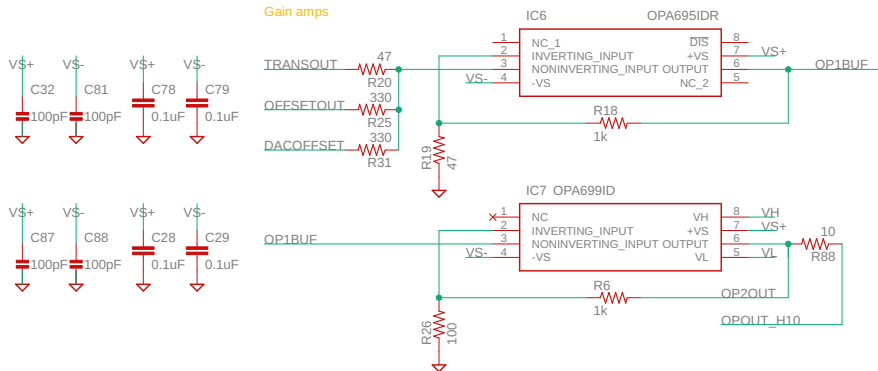 Gain amps
IC6 OPA695IDR
VS+ VS- VS+ VS-
C32 C81 C78 C79
100pF 100pF 0.1uF 0.1uF
TRANSOUT 47 R20
OFFSETOUT 330 R25
DACOFFSET 330 R31
1 NC_1 DIS 8
2 INVERTING_INPUT +VS 7 VS+
3 NONINVERTING_INPUT OUTPUT 6 OP1BUF
VS- 4 -VS NC_2 5
R18
1k
R19 47
IC7 OPA699ID
VS+ VS- VS+ VS-
C87 C88 C28 C29
100pF 100pF 0.1uF 0.1uF
1 NC VH 8 VH
2 INVERTING_INPUT +VS 7 VS+
OP1BUF 3 NONINVERTING_INPUT OUTPUT 6
VS- 4 -VS VL 5 VL
10
R88
R6
1k
OP2OUT
OPOUT_H10
R26 100